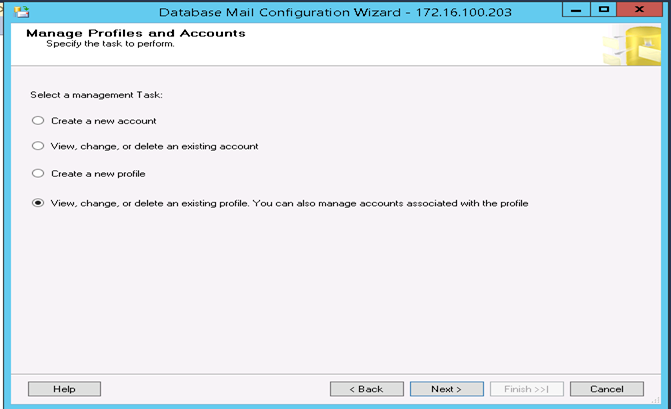 Database Mail Configuration Wizard - 172.16.100.203
Manage Profiles and Accounts
Specify the task to perform.
Select a management Task:
Create a new account
View, change, or delete an existing account
Create a new profile
View, change, or delete an existing profile. You can also manage accounts associated with the profile
Help
< Back
Next >
Finish >>|
Cancel